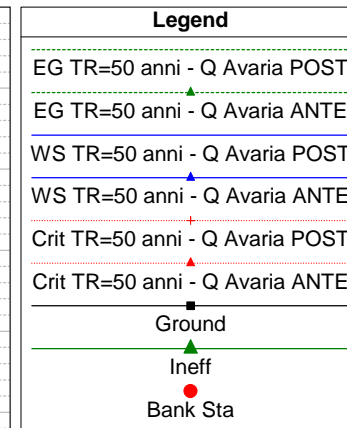 Legend
EG TR=50 anni - Q Avaria POST
EG TR=50 anni - Q Avaria ANTE
WS TR=50 anni - Q Avaria POST
WS TR=50 anni - Q Avaria ANTE
Crit TR=50 anni - Q Avaria POST
Crit TR=50 anni - Q Avaria ANTE
Ground
Ineff
Bank Sta